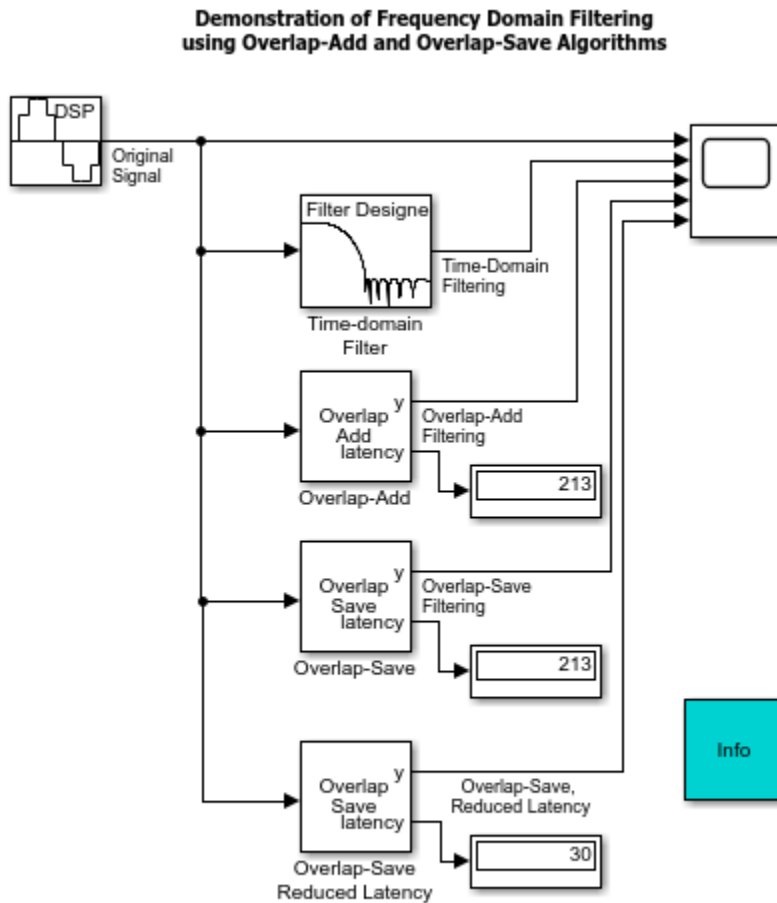 Demonstration of Frequency Domain Filtering
using Overlap-Add and Overlap-Save Algorithms
DSP
Original
Signal
Filter Designe
Time-Domain
Filtering
Time-domain
Filter
y
Overlap
Add
latency
Overlap-Add
Filtering
213
Overlap-Add
y
Overlap
Save
latency
Overlap-Save
Filtering
213
Overlap-Save
Info
y
Overlap
Save
latency
Overlap-Save,
Reduced Latency
30
Overlap-Save
Reduced Latency